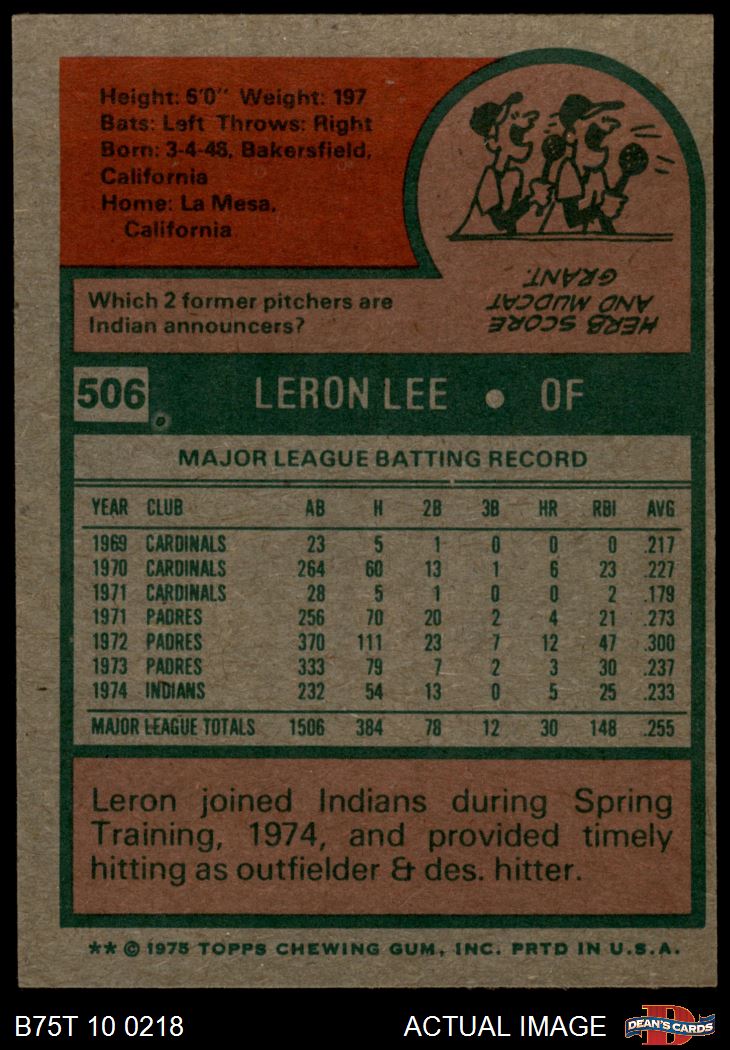 Height: 6'0" Weight: 197
Bats: Left Throws: Right
Born: 3-4-48, Bakersfield,
California
Home: La Mesa,
California
Which 2 former pitchers are
Indian announcers?
HERB SCORE
AND MUDCAT
GRANT.
506 LERON LEE • OF
MAJOR LEAGUE BATTING RECORD
YEAR CLUB AB H 2B 3B HR RBI AVG
1969 CARDINALS 23 5 1 0 0 0 .217
1970 CARDINALS 264 60 13 1 6 23 .227
1971 CARDINALS 28 5 1 0 0 2 .179
1971 PADRES 256 70 20 2 4 21 .273
1972 PADRES 370 111 23 7 12 47 .300
1973 PADRES 333 79 7 2 3 30 .237
1974 INDIANS 232 54 13 0 5 25 .233
MAJOR LEAGUE TOTALS 1506 384 78 12 30 148 .255
Leron joined Indians during Spring
Training, 1974, and provided timely
hitting as outfielder & des. hitter.
** © 1975 TOPPS CHEWING GUM, INC. PRTD IN U.S.A.
B75T 10 0218 ACTUAL IMAGE D DEAN'S CARDS